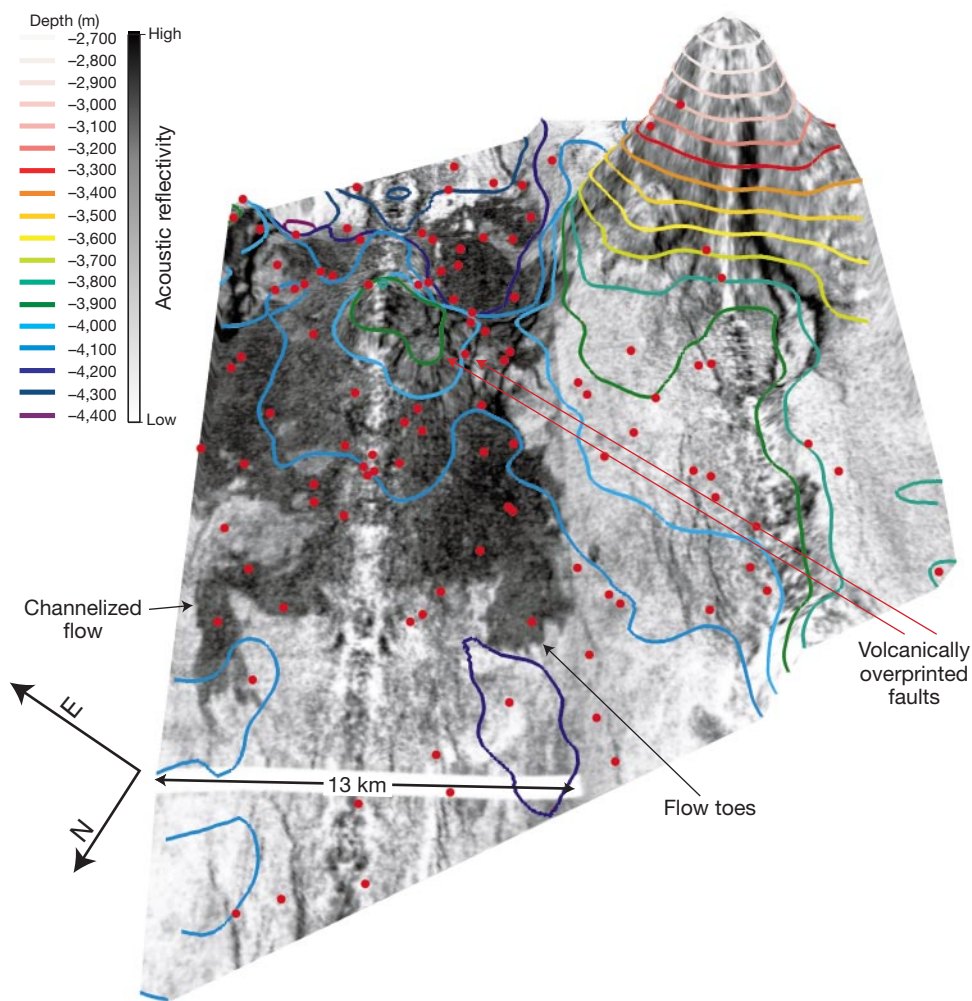 Depth (m)
−2,700
−2,800
−2,900
−3,000
−3,100
−3,200
−3,300
−3,400
−3,500
−3,600
−3,700
−3,800
−3,900
−4,000
−4,100
−4,200
−4,300
−4,400
High
Low
Acoustic reflectivity
Channelized
flow
Volcanically
overprinted
faults
E
N
13 km
Flow toes